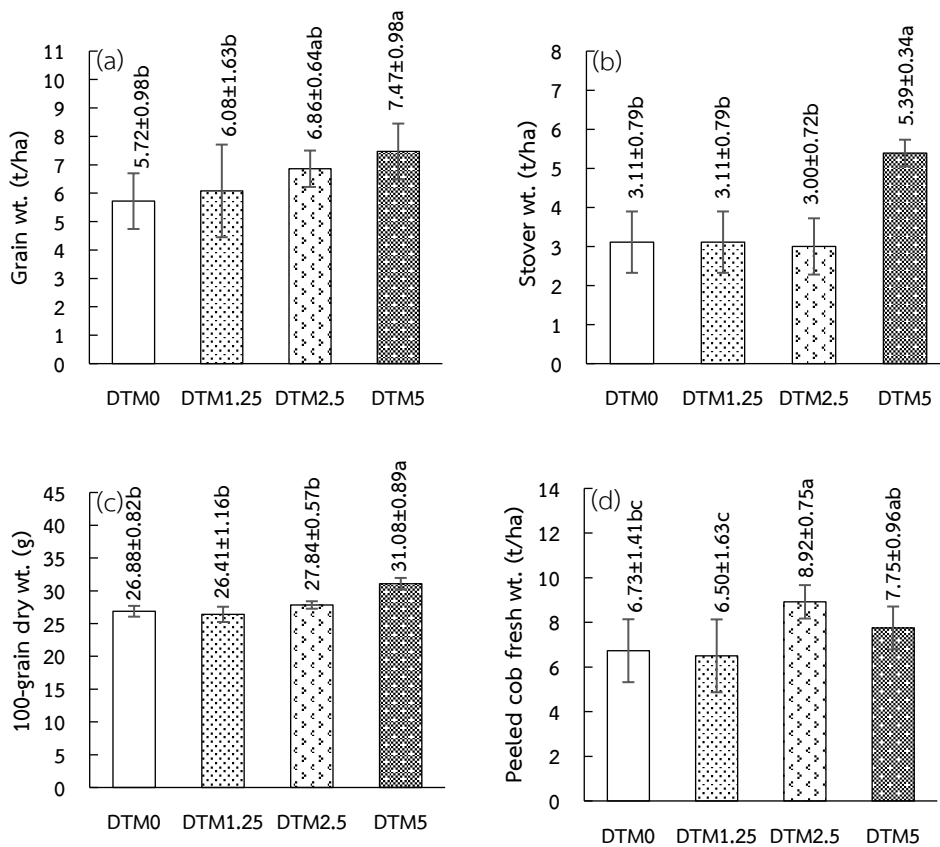 (a)
Grain wt. (t/ha)
11
10
9
8
7
6
5
4
3
2
1
0
5.72±0.98b
6.08±1.63b
6.86±0.64ab
7.47±0.98a
DTM0 DTM1.25 DTM2.5 DTM5
(b)
Stover wt. (t/ha)
8
7
6
5
4
3
2
1
0
3.11±0.79b
3.11±0.79b
3.00±0.72b
5.39±0.34a
DTM0 DTM1.25 DTM2.5 DTM5
(c)
100-grain dry wt. (g)
45
40
35
30
25
20
15
10
5
0
26.88±0.82b
26.41±1.16b
27.84±0.57b
31.08±0.89a
DTM0 DTM1.25 DTM2.5 DTM5
(d)
Peeled cob fresh wt. (t/ha)
14
12
10
8
6
4
2
0
6.73±1.41bc
6.50±1.63c
8.92±0.75a
7.75±0.96ab
DTM0 DTM1.25 DTM2.5 DTM5